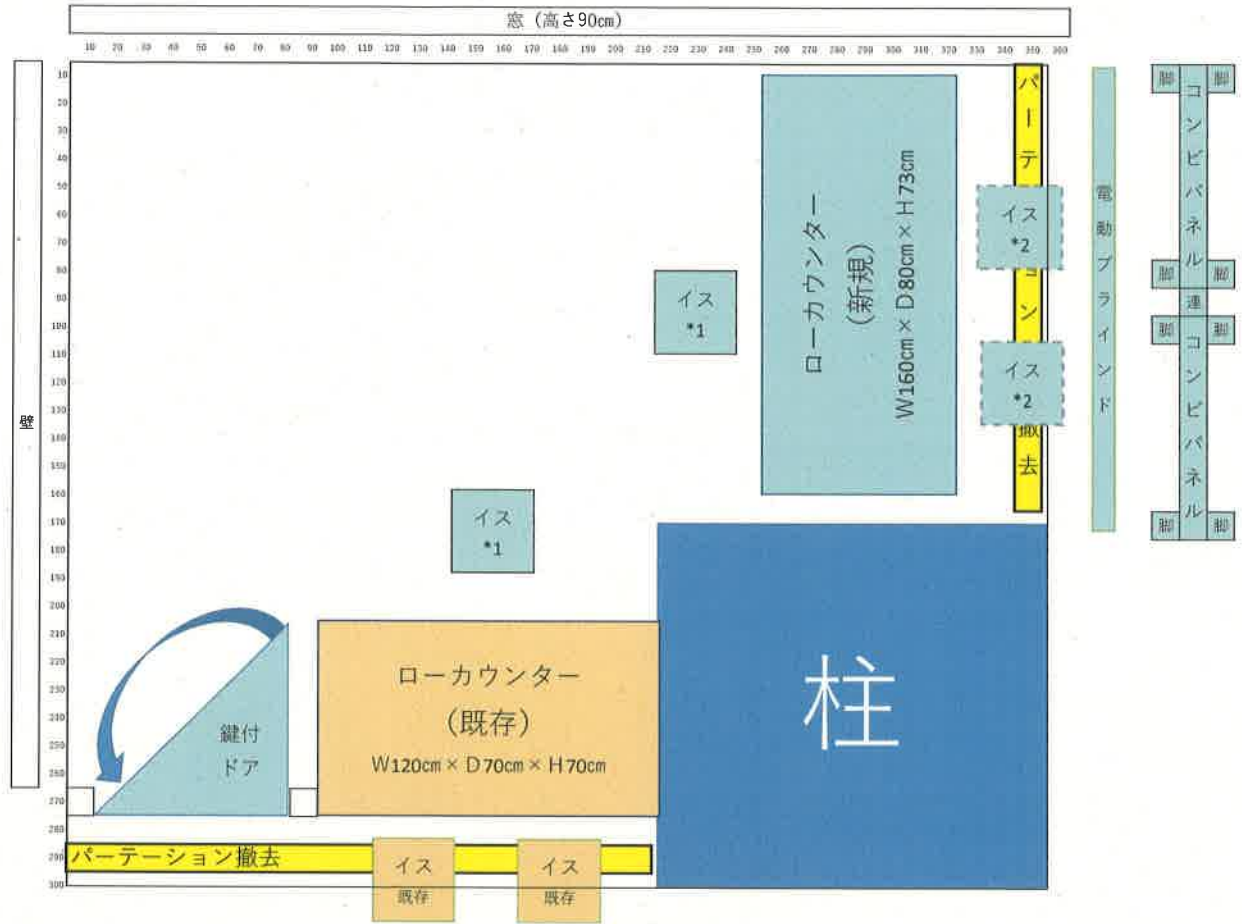 窓（高さ90cm）
10 20 30 40 50 60 70 80 90 100 110 120 130 140 150 160 170 180 190 200 210 220 230 240 250 260 270 280 290 300 310 320 330 340 350 360
10
20
30
40
50
60
70
80
90
100
110
120
130
140
150
160
170
180
190
200
210
220
230
240
250
260
270
280
290
300
壁
ローカウンター
（新規）
W160cm × D80cm × H73cm
パーテ
イス
*2
ョン
イス
*2
撤去
電動ブラインド
脚
脚
コンビパネル
脚
脚
連
脚
脚
コンビパネル
脚
脚
イス
*1
イス
*1
鍵付
ドア
ローカウンター
（既存）
W120cm × D70cm × H70cm
柱
パーテーション撤去
イス
既存
イス
既存